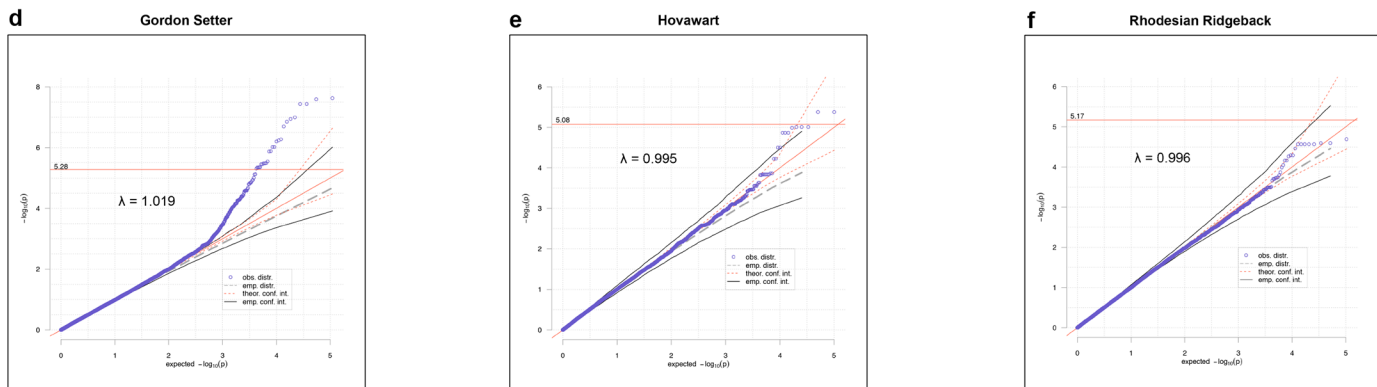 d
Gordon Setter
8
6
4
2
0
−log₁₀(p)
5.28
λ = 1.019
obs. distr.
emp. distr.
theor. conf. int.
emp. conf. int.
0 1 2 3 4 5
expected −log₁₀(p)
e
Hovawart
6
5
4
3
2
1
0
−log₁₀(p)
5.08
λ = 0.995
obs. distr.
emp. distr.
theor. conf. int.
emp. conf. int.
0 1 2 3 4 5
expected −log₁₀(p)
f
Rhodesian Ridgeback
6
5
4
3
2
1
0
−log₁₀(p)
5.17
λ = 0.996
obs. distr.
emp. distr.
theor. conf. int.
emp. conf. int.
0 1 2 3 4 5
expected −log₁₀(p)